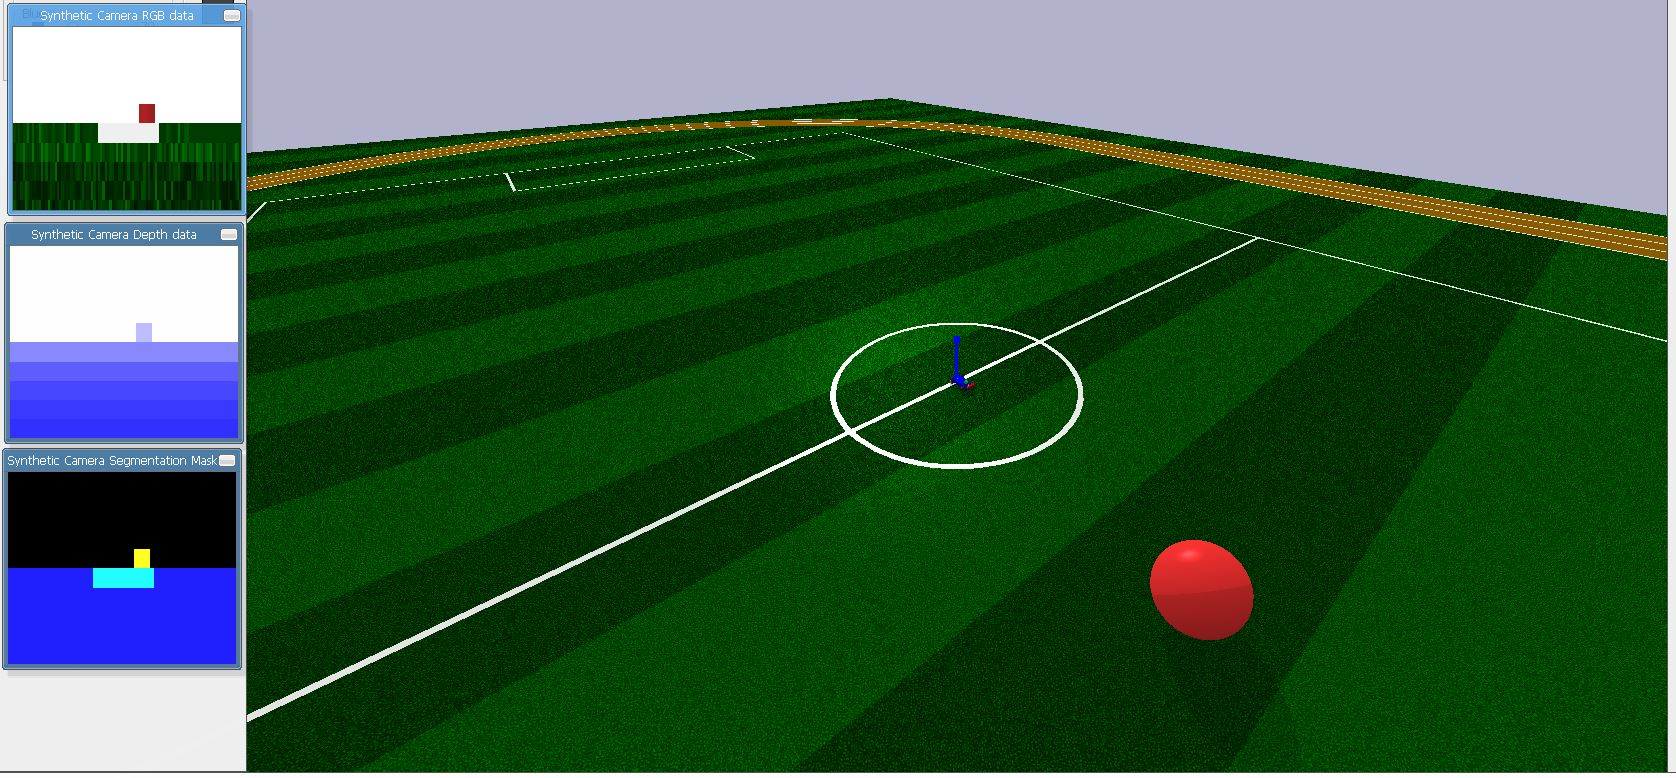 Synthetic Camera RGB data
Synthetic Camera Depth data
Synthetic Camera Segmentation Mask